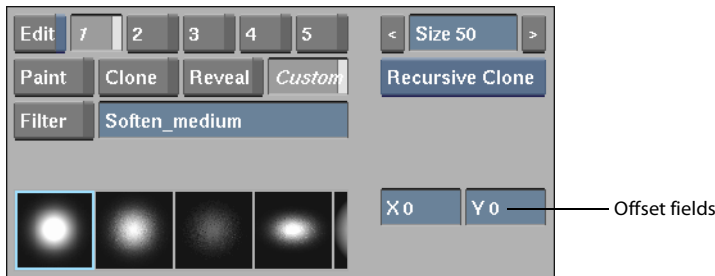 Edit 1 2 3 4 5 < Size 50 >
Paint Clone Reveal Custom Recursive Clone
Filter Soften_medium
X 0 Y 0 Offset fields